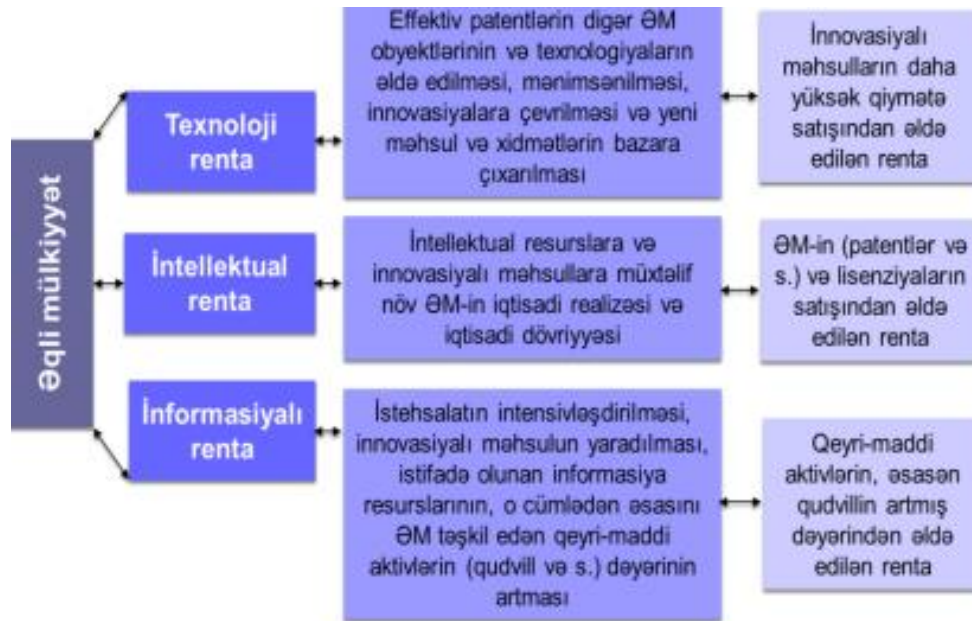 Əqli mülkiyyət
Texnoloji
renta
Effektiv patentlərin digər ƏM
obyektlərinin və texnologiyaların
əldə edilməsi, mənimsənilməsi,
innovasiyalara çevrilməsi və yeni
məhsul və xidmətlərin bazara
çıxarılması
İnnovasiyalı
məhsulların daha
yüksək qiymətə
satışından əldə
edilən renta
İntellektual
renta
İntellektual resurslara və
innovasiyalı məhsullara müxtəlif
növ ƏM-in iqtisadi realizəsi və
iqtisadi dövriyyəsi
ƏM-in (patentlər və
s.) və lisenziyaların
satışından əldə
edilən renta
İnformasiyalı
renta
İstehsalatın intensivləşdirilməsi,
innovasiyalı məhsulun yaradılması,
istifadə olunan informasiya
resurslarının, o cümlədən əsasını
ƏM təşkil edən qeyri-maddi
aktivlərin (qudvill və s.) dəyərinin
artması
Qeyri-maddi
aktivlərin, əsasən
qudvillin artmış
dəyərindən əldə
edilən renta